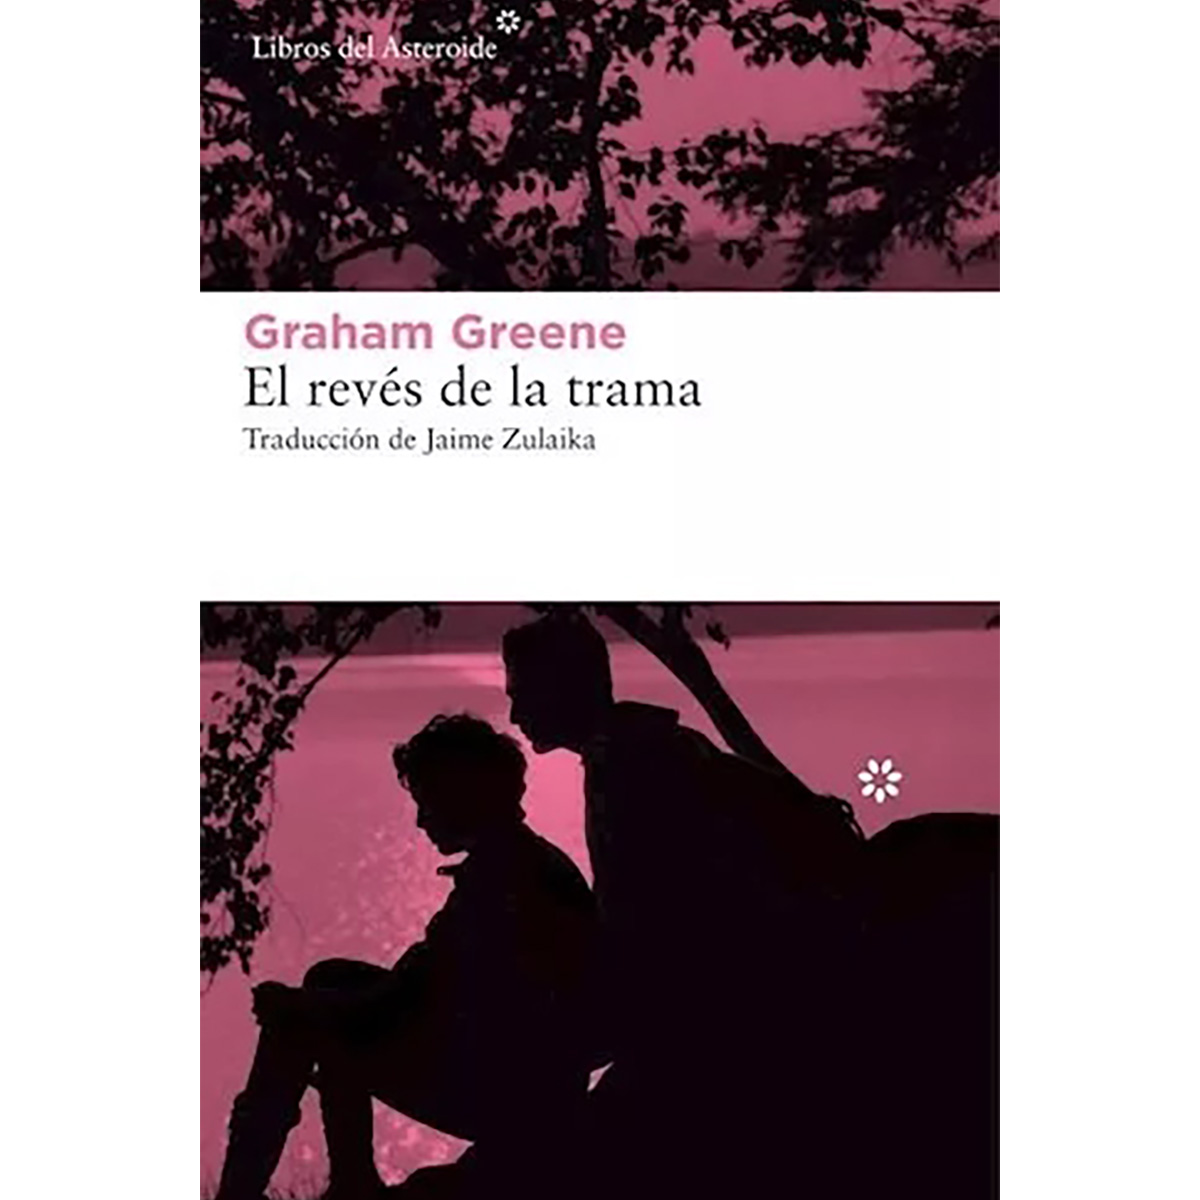 Libros del Asteroide
Graham Greene
El revés de la trama
Traducción de Jaime Zulaika